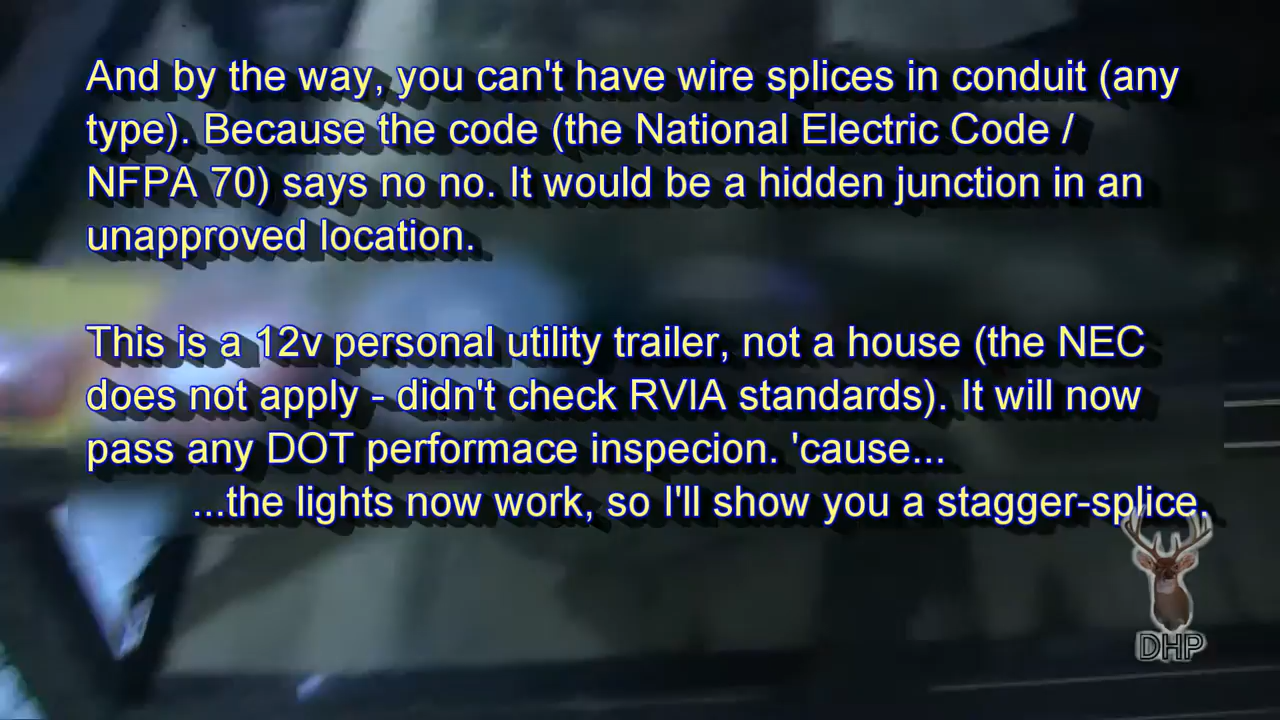 And by the way, you can't have wire splices in conduit (any
type). Because the code (the National Electric Code /
NFPA 70) says no no. It would be a hidden junction in an
unapproved location.
This is a 12v personal utility trailer, not a house (the NEC
does not apply - didn't check RVIA standards). It will now
pass any DOT performace inspecion. 'cause...
...the lights now work, so I'll show you a stagger-splice.
DHP